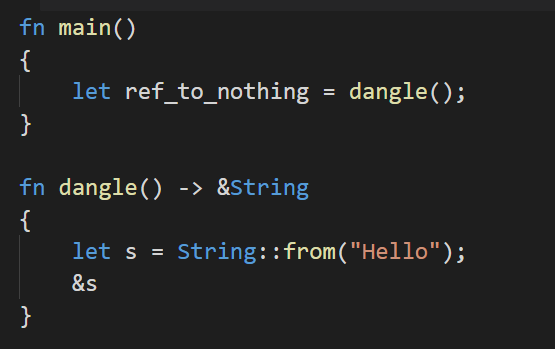 fn main()
{
    let ref_to_nothing = dangle();
}

fn dangle() -> &String
{
    let s = String::from("Hello");
    &s
}